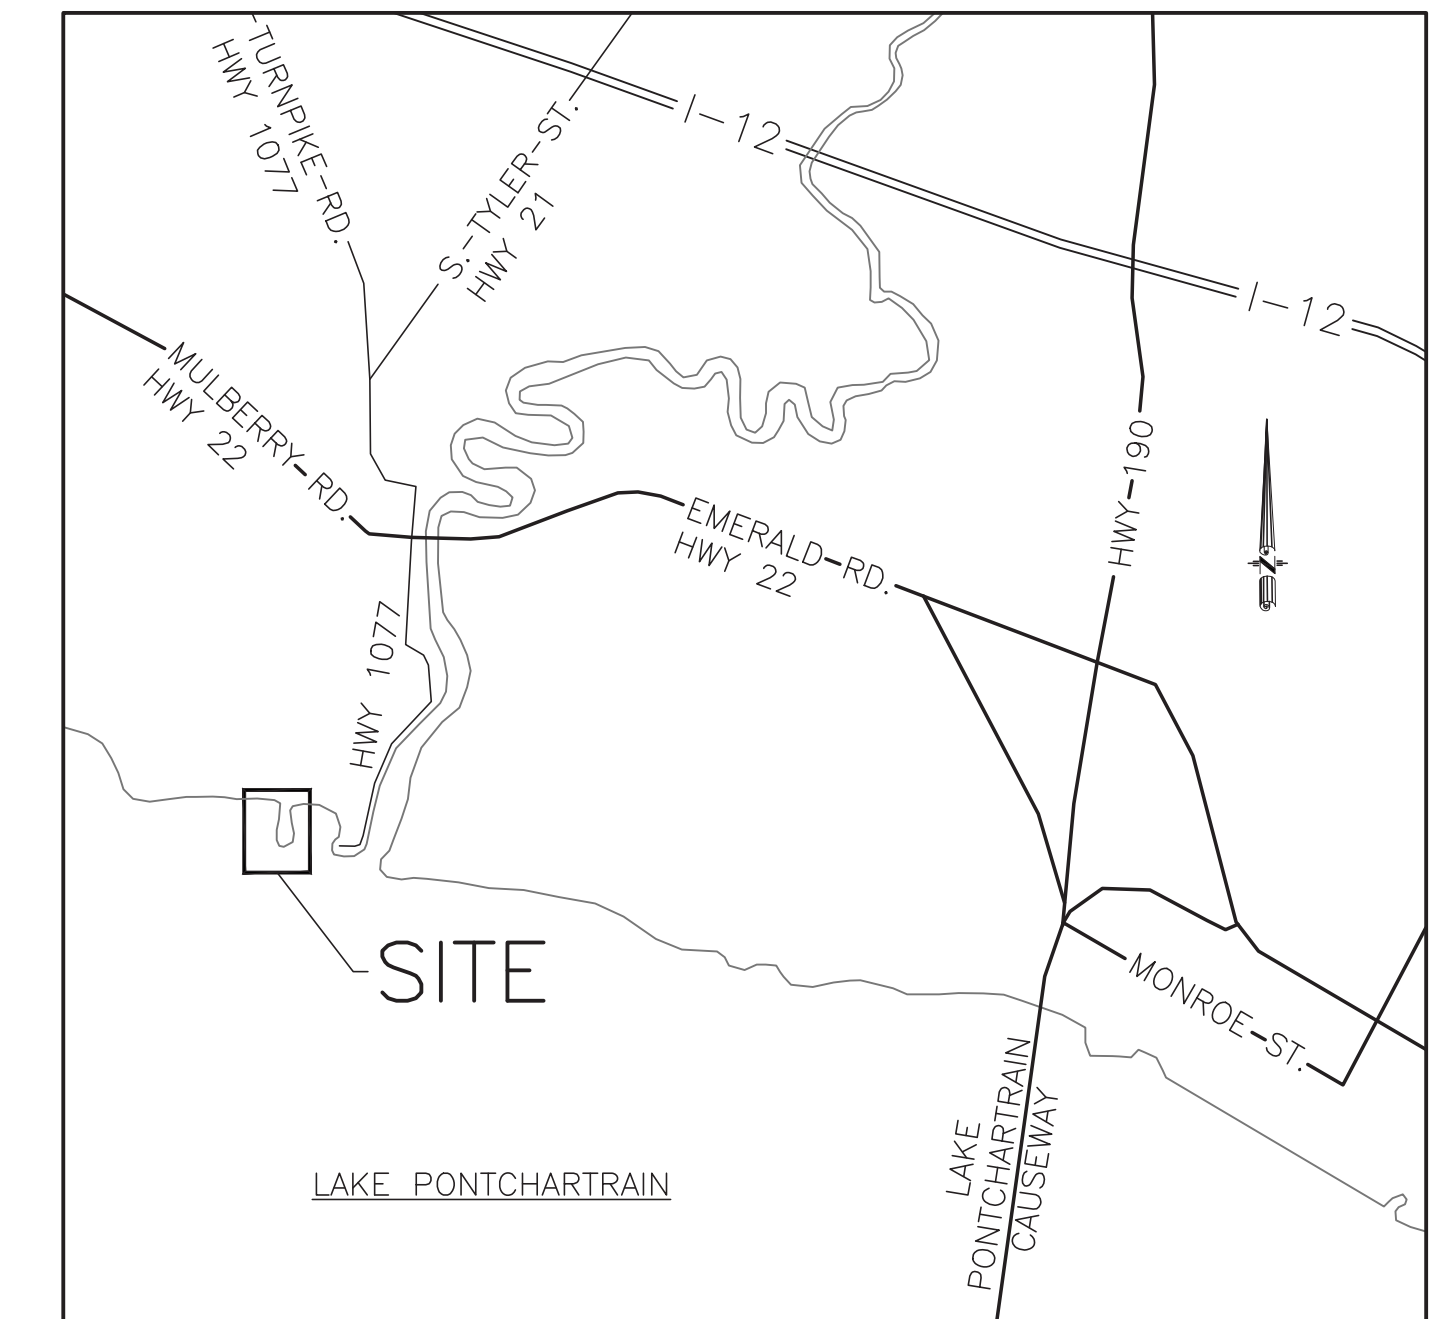 TURNPIKE RD.
HWY 1077
S. TYLER ST.
HWY 21
I-12
I-12
MULBERRY RD.
HWY 22
EMERALD RD.
HWY 22
HWY 190
N
HWY 1077
SITE
MONROE ST.
LAKE
PONTCHARTRAIN
CAUSEWAY
LAKE PONTCHARTRAIN